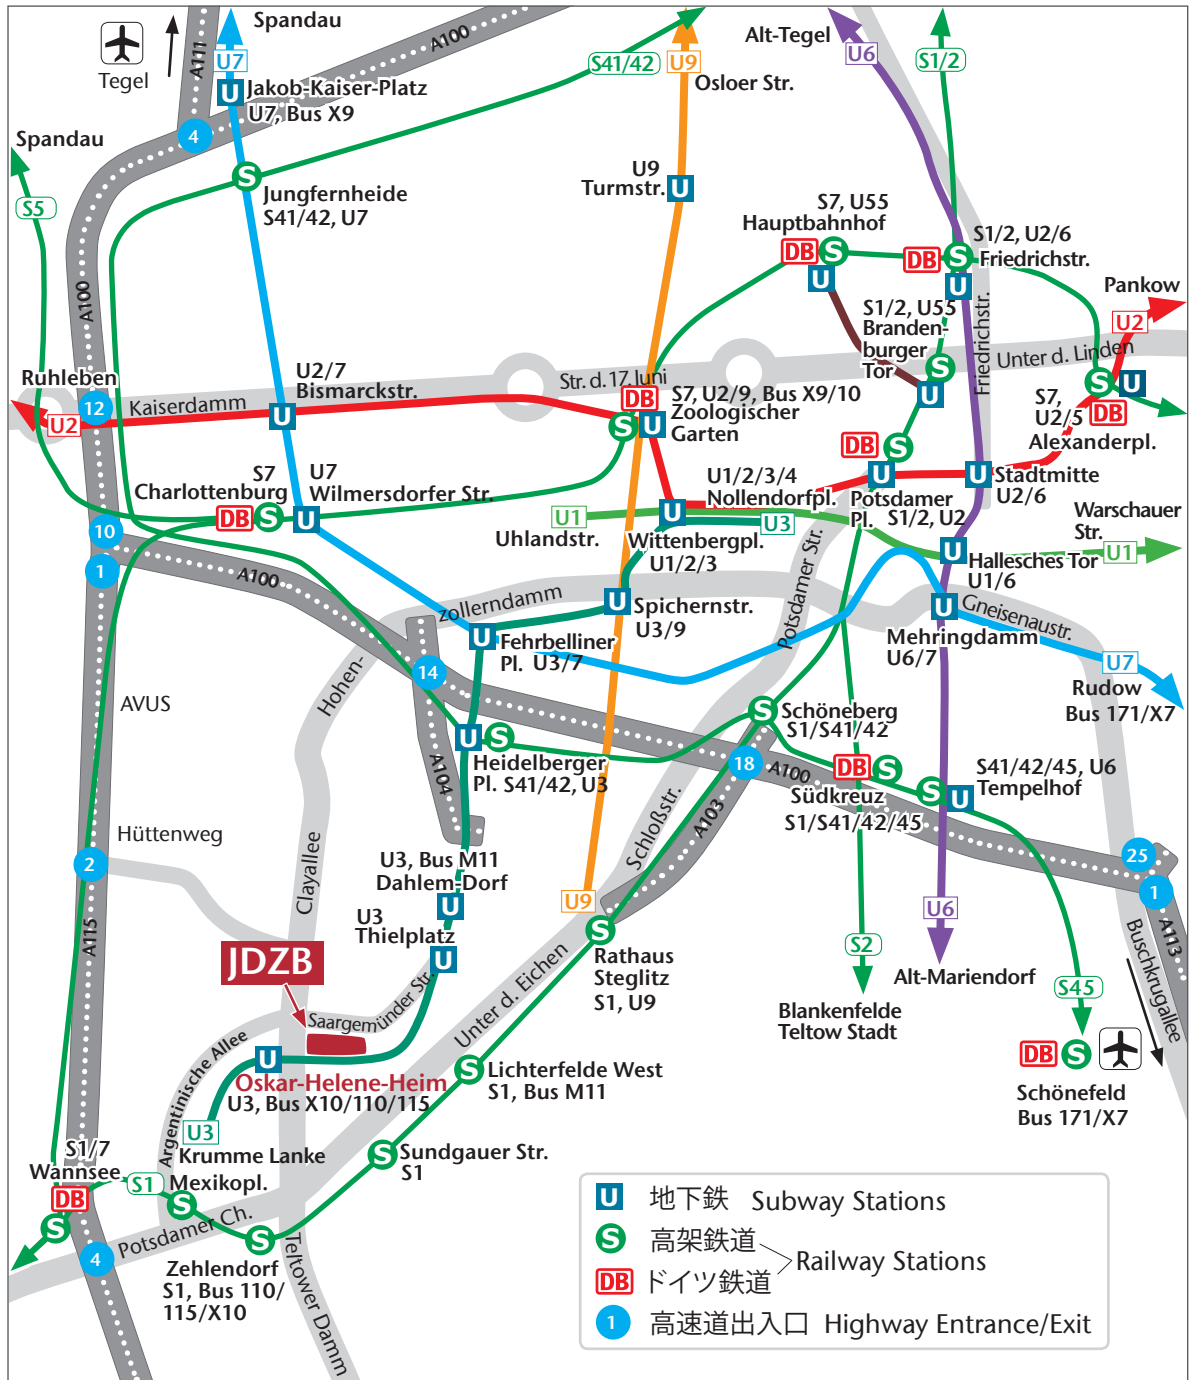 Spandau
A111
A100
Alt-Tegel
U7
S41/42
U9
U6
S1/2
Tegel
Jakob-Kaiser-Platz
U7, Bus X9
Osloer Str.
4
Spandau
S5
Jungfernheide
S41/42, U7
U9
Turmstr.
S7, U55
Hauptbahnhof
DB
S1/2, U2/6
Friedrichstr.
DB
A100
S1/2, U55
Branden-
burger
Tor
Friedrichstr.
Unter d. Linden
Pankow
U2
Ruhleben
U2
12
Kaiserdamm
U2/7
Bismarckstr.
Str. d. 17. Juni
DB
S7, U2/9, Bus X9/10
Zoologischer
Garten
S7,
U2/5
DB
Alexanderpl.
DB
S7
Charlottenburg
DB
U7
Wilmersdorfer Str.
U1/2/3/4
Nollendorfpl.
Potsdamer
Pl.
S1/2, U2
Stadtmitte
U2/6
10
1
U1
Uhlandstr.
U3
Wittenbergpl.
U1/2/3
Warschauer
Str.
U1
Hallesches Tor
U1/6
A100
Hohen-
zollerndamm
Spichernstr.
U3/9
Potsdamer Str.
Gneisenaustr.
Mehringdamm
U6/7
Fehrbelliner
Pl. U3/7
14
U7
Rudow
Bus 171/X7
AVUS
Schöneberg
S1/S41/42
Heidelberger
Pl. S41/42, U3
A104
18
A100
DB
Südkreuz
S1/S41/42/45
S41/42/45, U6
Tempelhof
Hüttenweg
2
Clayallee
Schloßstr.
A103
25
1
U3, Bus M11
Dahlem-Dorf
U9
U6
A115
U3
Thielplatz
JDZB
Saargemünder Str.
Unter d. Eichen
Rathaus
Steglitz
S1, U9
S2
Blankenfelde
Teltow Stadt
Alt-Mariendorf
S45
Buschkrugallee
A113
DB
Schönefeld
Bus 171/X7
Argentinische Allee
Oskar-Helene-Heim
U3, Bus X10/110/115
Lichterfelde West
S1, Bus M11
U3
Krumme Lanke
Sundgauer Str.
S1
S1/7
Wannsee
DB
S1
Mexikopl.
Potsdamer Ch.
4
Zehlendorf
S1, Bus 110/
115/X10
Teltower Damm
U 地下鉄 Subway Stations
S 高架鉄道
DB ドイツ鉄道
Railway Stations
1 高速道出入口 Highway Entrance/Exit